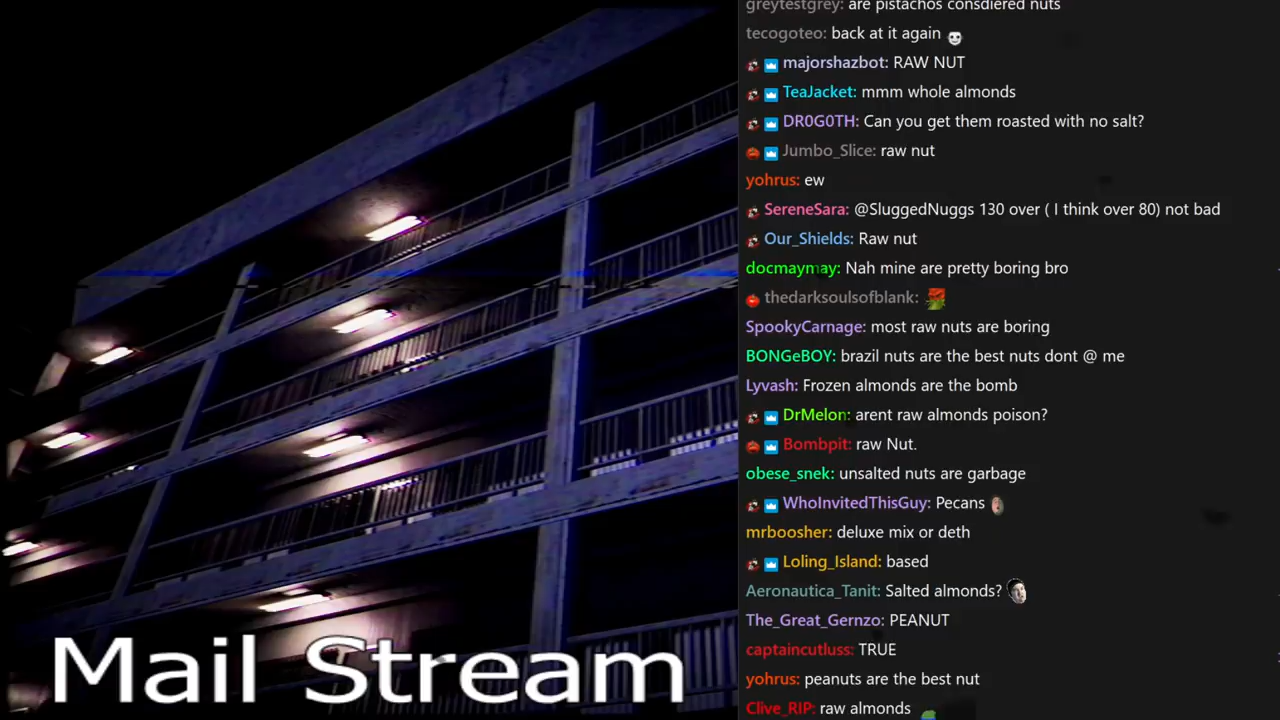 greytestgrey: are pistachos consdiered nuts
tecogoteo: back at it again
majorshazbot: RAW NUT
TeaJacket: mmm whole almonds
DR0G0TH: Can you get them roasted with no salt?
Jumbo_Slice: raw nut
yohrus: ew
SereneSara: @SluggedNuggs 130 over ( I think over 80) not bad
Our_Shields: Raw nut
docmaymay: Nah mine are pretty boring bro
thedarksoulsofblank:
SpookyCarnage: most raw nuts are boring
BONGeBOY: brazil nuts are the best nuts dont @ me
Lyvash: Frozen almonds are the bomb
DrMelon: arent raw almonds poison?
Bombpit: raw Nut.
obese_snek: unsalted nuts are garbage
WhoInvitedThisGuy: Pecans
mrboosher: deluxe mix or deth
Loling_Island: based
Aeronautica_Tanit: Salted almonds?
The_Great_Gernzo: PEANUT
captaincutluss: TRUE
yohrus: peanuts are the best nut
Clive_RIP: raw almonds
Mail Stream